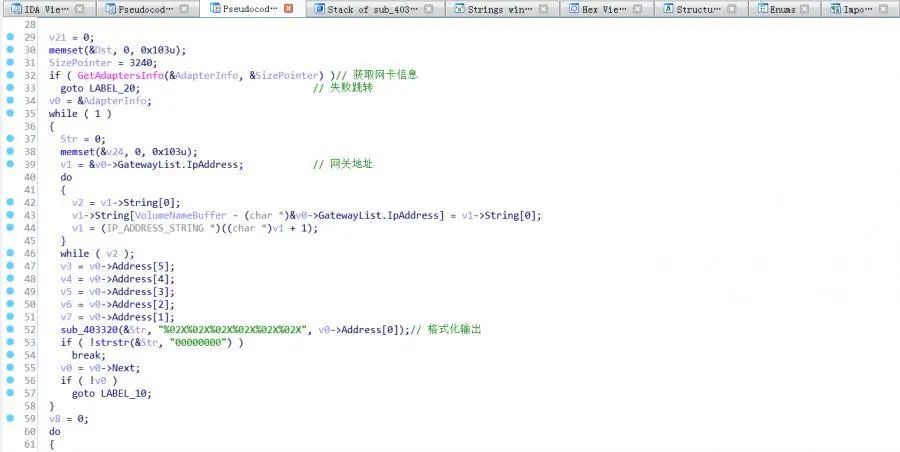 IDA Vie… Pseudocod… Pseudocod… Stack of sub_403… Strings win… Hex Vie… Structu… Enums Impo…
28
29 v21 = 0;
30 memset(&Dst, 0, 0x103u);
31 SizePointer = 3240;
32 if ( GetAdaptersInfo(&AdapterInfo, &SizePointer) )// 获取网卡信息
33 goto LABEL_20; // 失败跳转
34 v0 = &AdapterInfo;
35 while ( 1 )
36 {
37 Str = 0;
38 memset(&v24, 0, 0x103u);
39 v1 = &v0->GatewayList.IpAddress; // 网关地址
40 do
41 {
42 v2 = v1->String[0];
43 v1->String[VolumeNameBuffer - (char *)&v0->GatewayList.IpAddress] = v1->String[0];
44 v1 = (IP_ADDRESS_STRING *)((char *)v1 + 1);
45 }
46 while ( v2 );
47 v3 = v0->Address[5];
48 v4 = v0->Address[4];
49 v5 = v0->Address[3];
50 v6 = v0->Address[2];
51 v7 = v0->Address[1];
52 sub_403320(&Str, "%02X%02X%02X%02X%02X%02X", v0->Address[0]);// 格式化输出
53 if ( !strstr(&Str, "00000000") )
54 break;
55 v0 = v0->Next;
56 if ( !v0 )
57 goto LABEL_10;
58 }
59 v8 = 0;
60 do
61 {